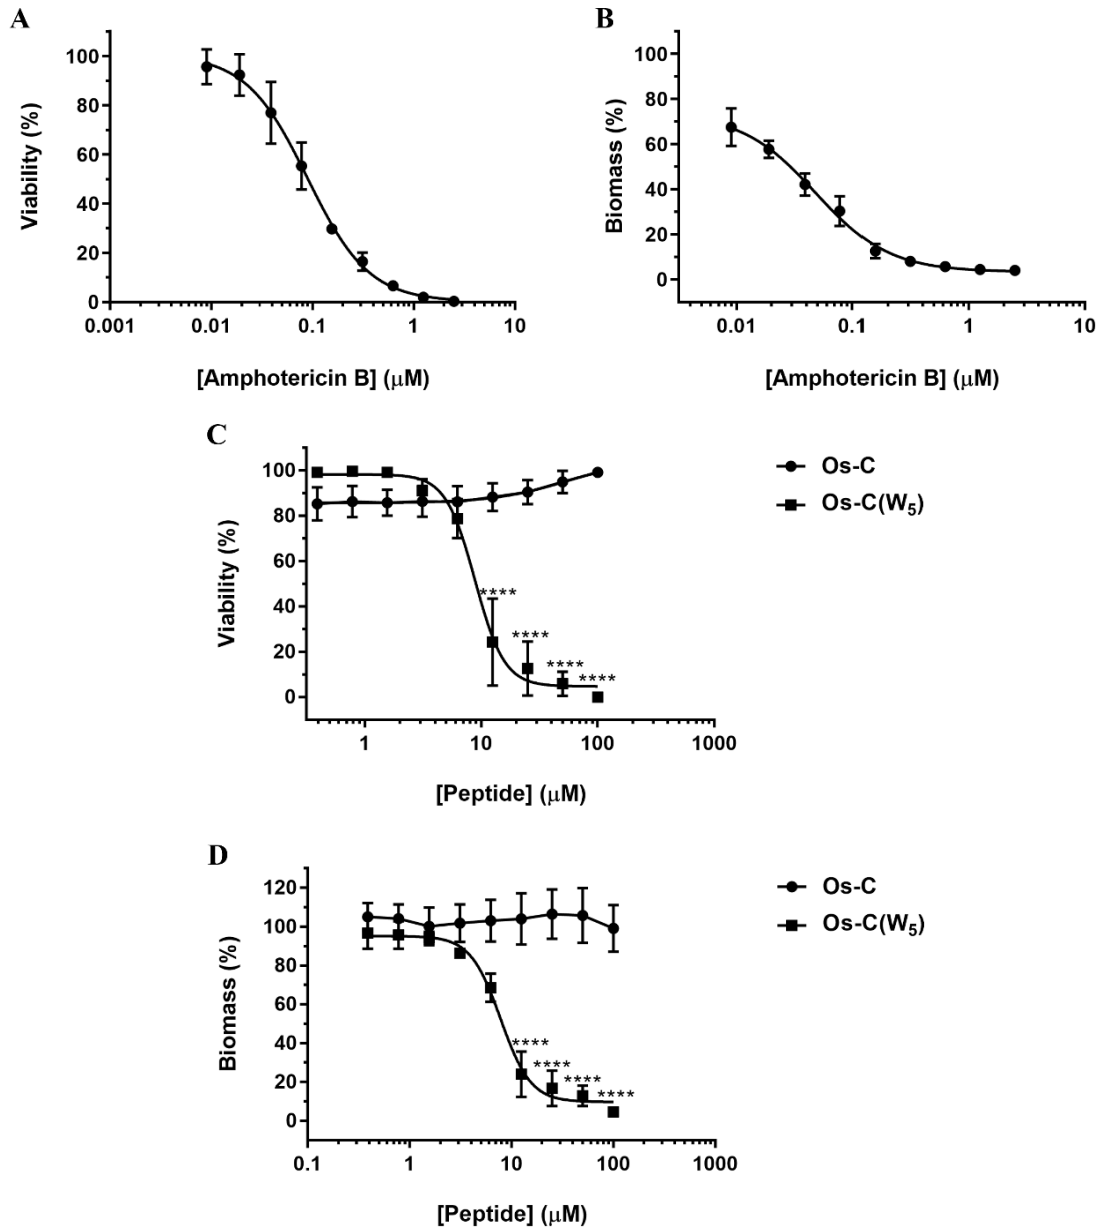 A
Viability (%)
100
80
60
40
20
0
0.001 0.01 0.1 1 10
[Amphotericin B] (μM)
B
Biomass (%)
100
80
60
40
20
0
0.01 0.1 1 10
[Amphotericin B] (μM)
C
Viability (%)
100
80
60
40
20
0
****
****
****
****
1 10 100 1000
[Peptide] (μM)
Os-C
Os-C(W₅)
D
Biomass (%)
120
100
80
60
40
20
0
****
****
****
****
0.1 1 10 100 1000
[Peptide] (μM)
Os-C
Os-C(W₅)